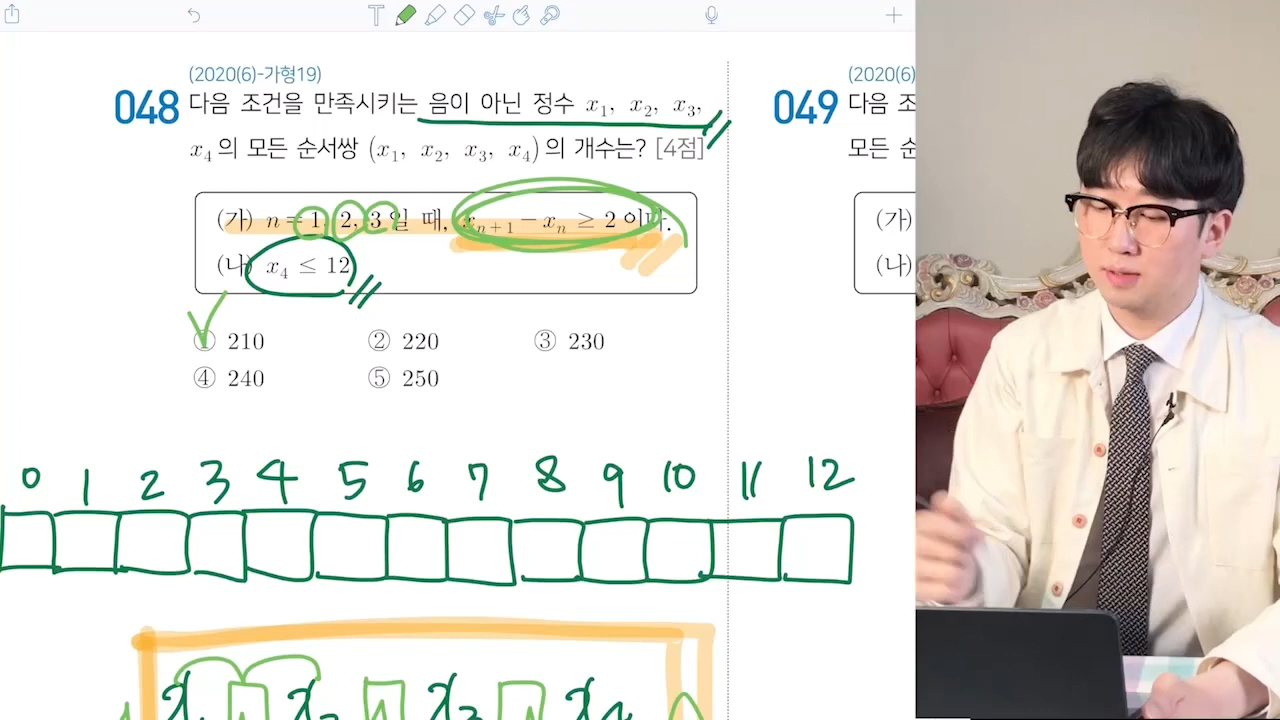 (2020(6)-가형19)
048 다음 조건을 만족시키는 음이 아닌 정수 x₁, x₂, x₃,
x₄의 모든 순서쌍 (x₁, x₂, x₃, x₄)의 개수는? [4점]
(가) n=1, 2, 3일 때, xₙ₊₁-xₙ ≥ 2이다.
(나) x₄ ≤ 12
① 210 ② 220 ③ 230
④ 240 ⑤ 250
0 1 2 3 4 5 6 7 8 9 10 11 12
x₁ x₂ x₃ x₄
(2020(6)
049 다음 조
모든 순
(가)
(나)